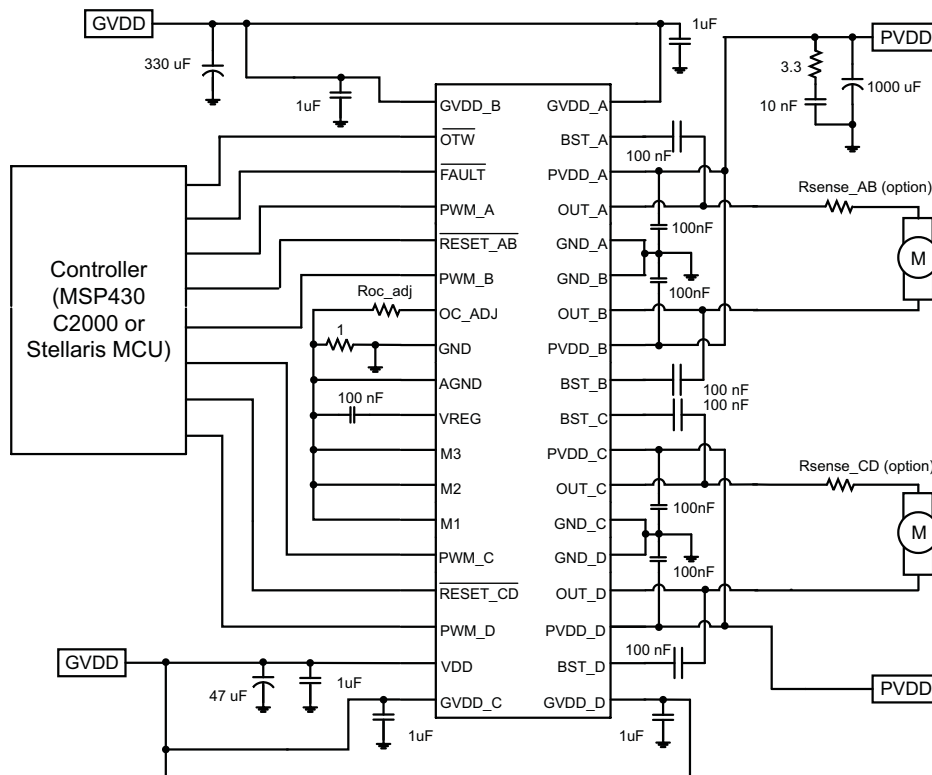 GVDD
330 uF
1uF
1uF
PVDD
3.3
10 nF
1000 uF
GVDD_B
OTW
FAULT
PWM_A
RESET_AB
PWM_B
OC_ADJ
GND
AGND
VREG
M3
M2
M1
PWM_C
RESET_CD
PWM_D
VDD
GVDD_C
GVDD_A
BST_A
PVDD_A
OUT_A
GND_A
GND_B
OUT_B
PVDD_B
BST_B
BST_C
PVDD_C
OUT_C
GND_C
GND_D
OUT_D
PVDD_D
BST_D
GVDD_D
Controller
(MSP430
C2000 or
Stellaris MCU)
Roc_adj
1
100 nF
100 nF
100nF
100nF
Rsense_AB (option)
M
100 nF
100 nF
Rsense_CD (option)
M
100nF
100nF
100 nF
GVDD
47 uF
1uF
1uF
1uF
PVDD